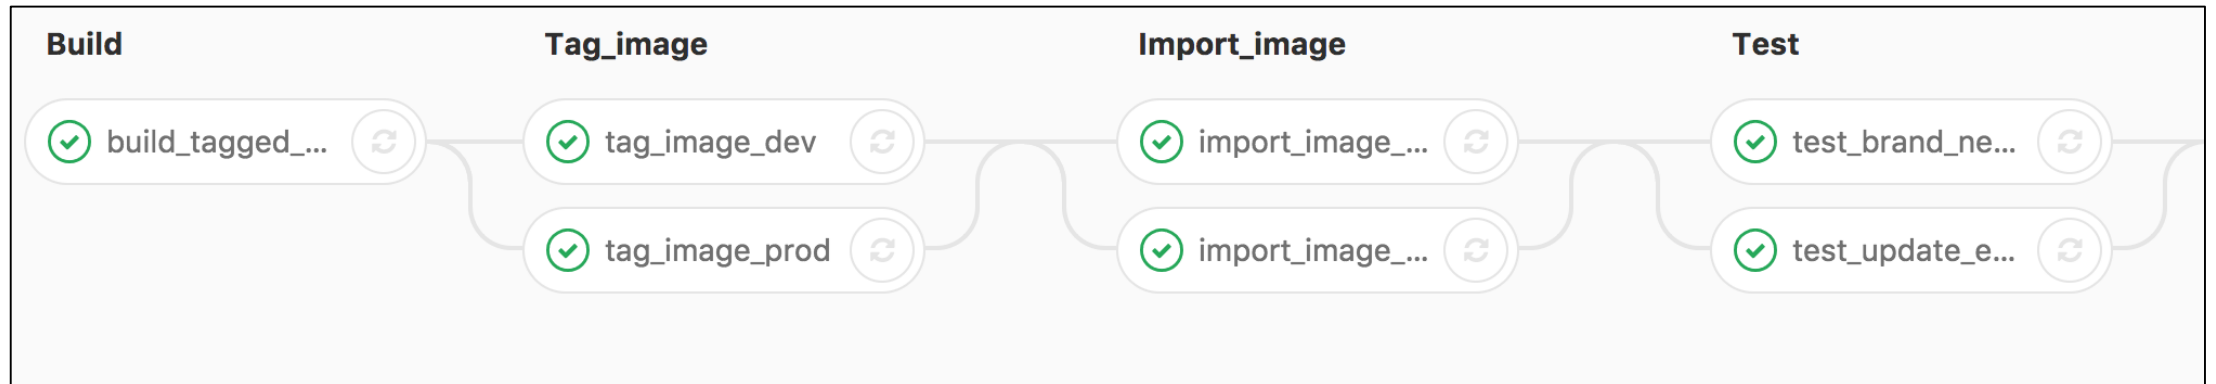 Build
Tag_image
Import_image
Test
build_tagged_...
tag_image_dev
import_image_...
test_brand_ne...
tag_image_prod
import_image_...
test_update_e...